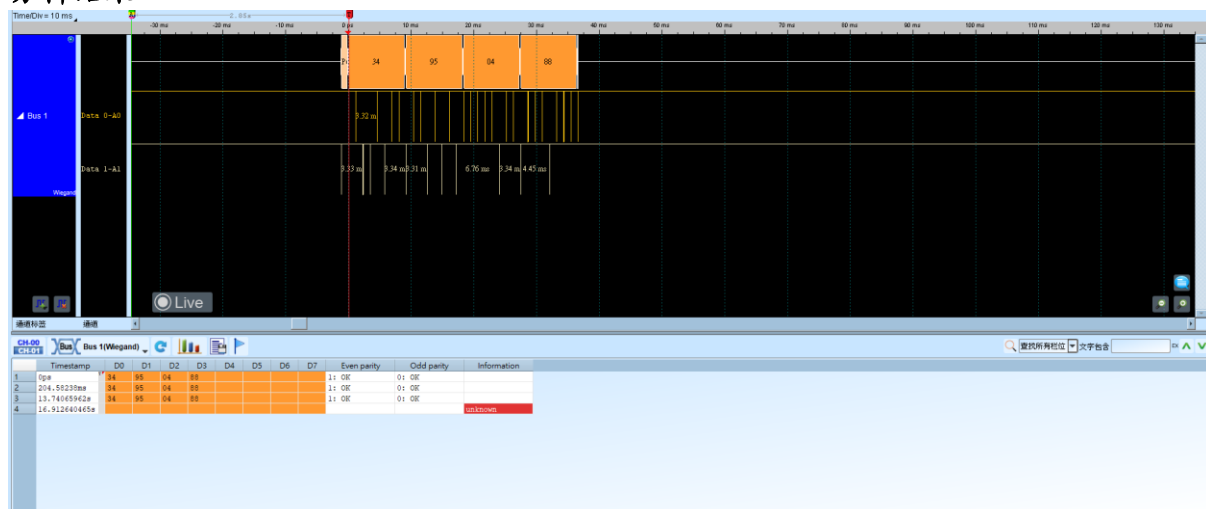 Time/Div = 10 ms
-30 ms -20 ms -10 ms 0 ps 10 ms 20 ms 30 ms 40 ms 50 ms 60 ms 70 ms 80 ms 90 ms 100 ms 110 ms 120 ms 130 ms
34 95 04 88
Bus 1 Data 0-A0 3.32 m
Data 1-A1 3.33 m 3.34 m 3.31 m 6.76 ms 3.34 m 4.45 ms
Wiegand
Live
通道标签 通道
CH-00 CH-01 Bus Bus 1(Wiegand) 查找所有栏位 文字包含
Timestamp D0 D1 D2 D3 D4 D5 D6 D7 Even parity Odd parity Information
1 0ps 34 95 04 88 1: OK 0: OK
2 204.58238ms 34 95 04 88 1: OK 0: OK
3 13.74065962s 34 95 04 88 1: OK 0: OK
4 16.912640465s unknown